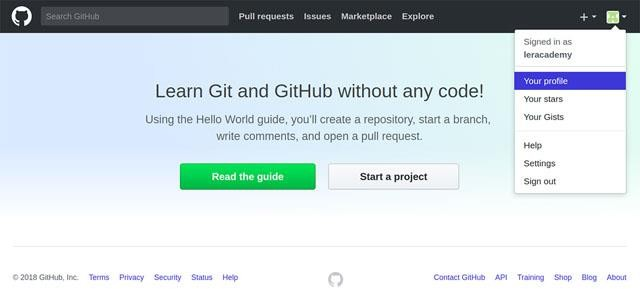 Search GitHub Pull requests Issues Marketplace Explore
Signed in as
leracademy
Your profile
Your stars
Your Gists
Help
Settings
Sign out
Learn Git and GitHub without any code!
Using the Hello World guide, you’ll create a repository, start a branch,
write comments, and open a pull request.
Read the guide Start a project
© 2018 GitHub, Inc. Terms Privacy Security Status Help Contact GitHub API Training Shop Blog About